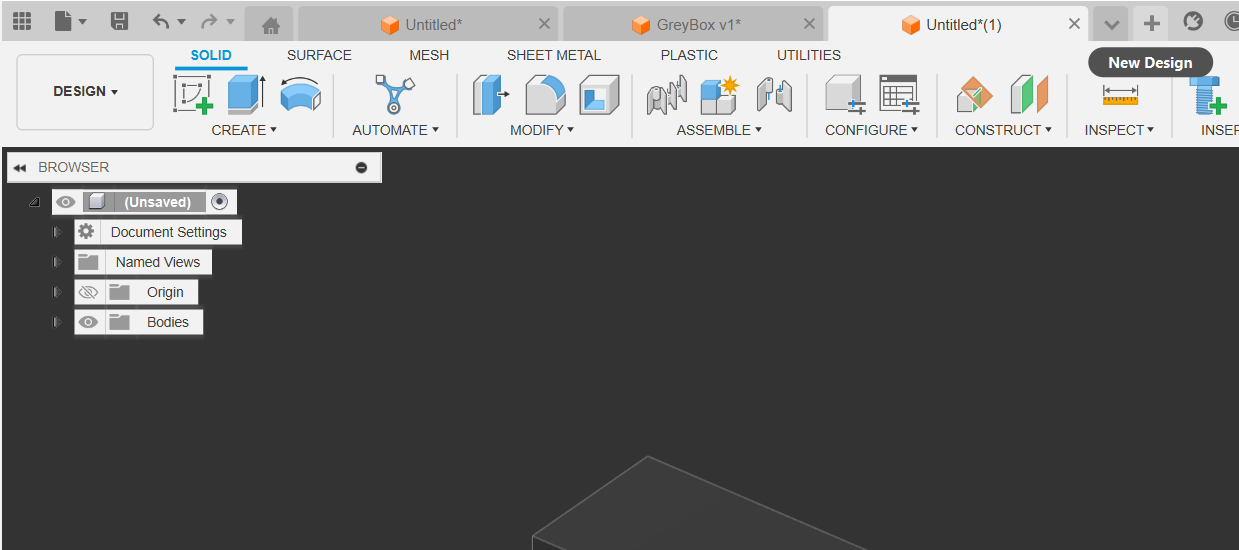 Untitled* GreyBox v1* Untitled*(1)
SOLID SURFACE MESH SHEET METAL PLASTIC UTILITIES
New Design
DESIGN
CREATE AUTOMATE MODIFY ASSEMBLE CONFIGURE CONSTRUCT INSPECT INSER
BROWSER
(Unsaved)
Document Settings
Named Views
Origin
Bodies